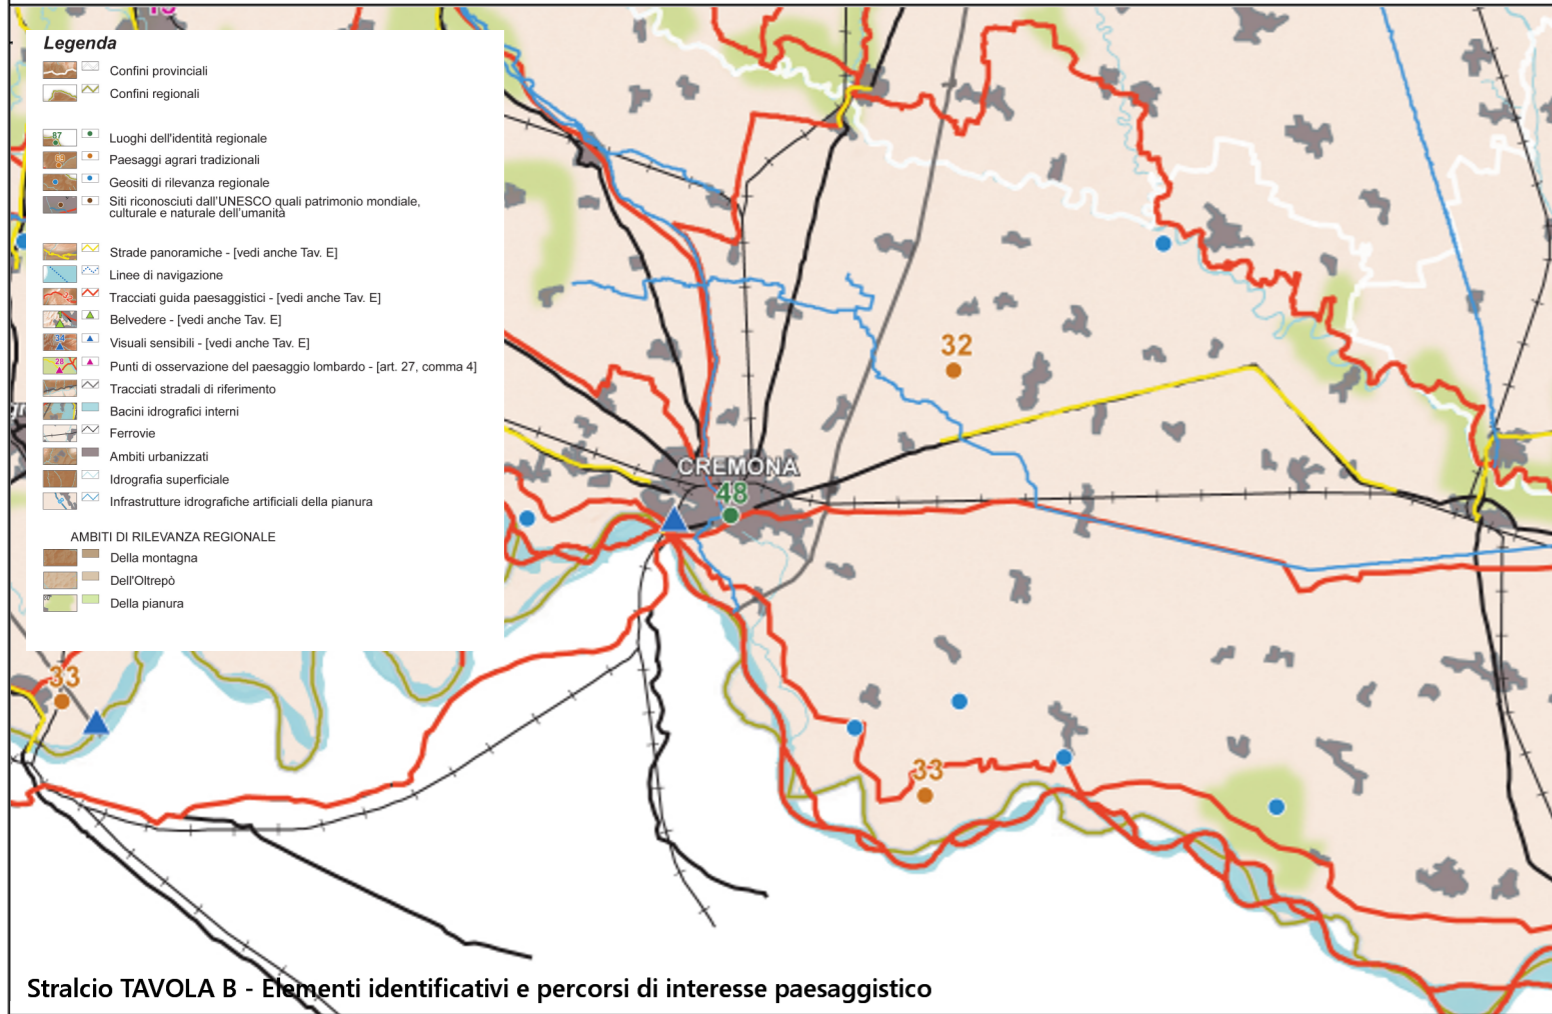 Legenda
Confini provinciali
Confini regionali
Luoghi dell'identità regionale
Paesaggi agrari tradizionali
Geositi di rilevanza regionale
Siti riconosciuti dall'UNESCO quali patrimonio mondiale,
culturale e naturale dell'umanità
Strade panoramiche - [vedi anche Tav. E]
Linee di navigazione
Tracciati guida paesaggistici - [vedi anche Tav. E]
Belvedere - [vedi anche Tav. E]
Visuali sensibili - [vedi anche Tav. E]
Punti di osservazione del paesaggio lombardo - [art. 27, comma 4]
Tracciati stradali di riferimento
Bacini idrografici interni
Ferrovie
Ambiti urbanizzati
Idrografia superficiale
Infrastrutture idrografiche artificiali della pianura
AMBITI DI RILEVANZA REGIONALE
Della montagna
Dell'Oltrepò
Della pianura
32
CREMONA
48
33
33
Stralcio TAVOLA B - Elementi identificativi e percorsi di interesse paesaggistico